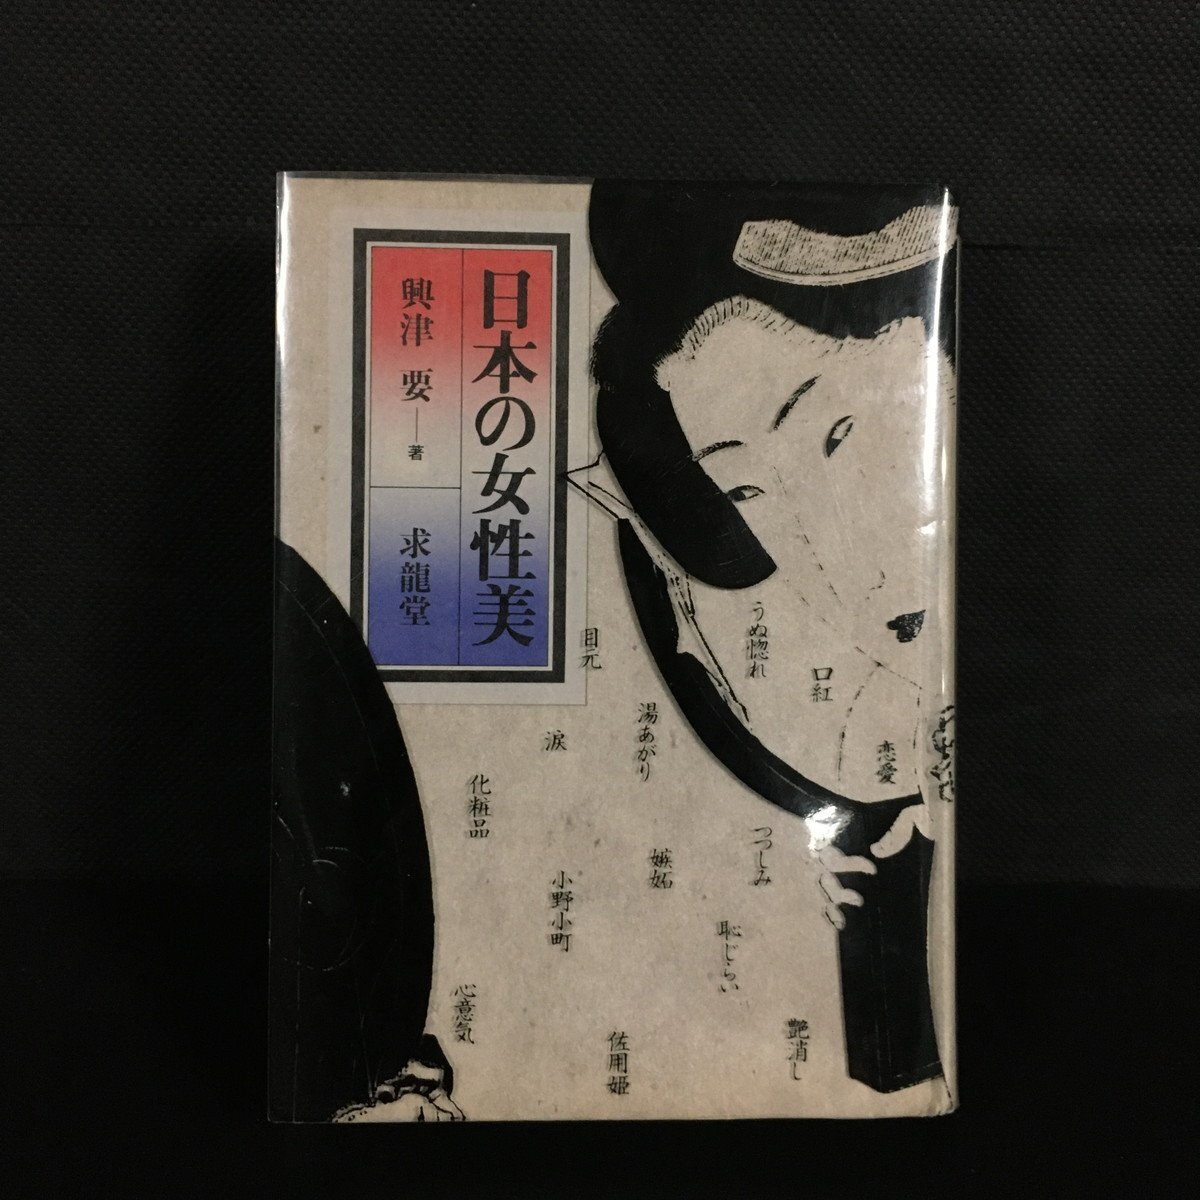 日本の女性美
興津 要―著
求龍堂
恋愛
口紅
うぬ惚れ
つつしみ
恥じらい
艶消し
湯あがり
嫉妬
目元
涙
小野小町
佐用姫
化粧品
心意気